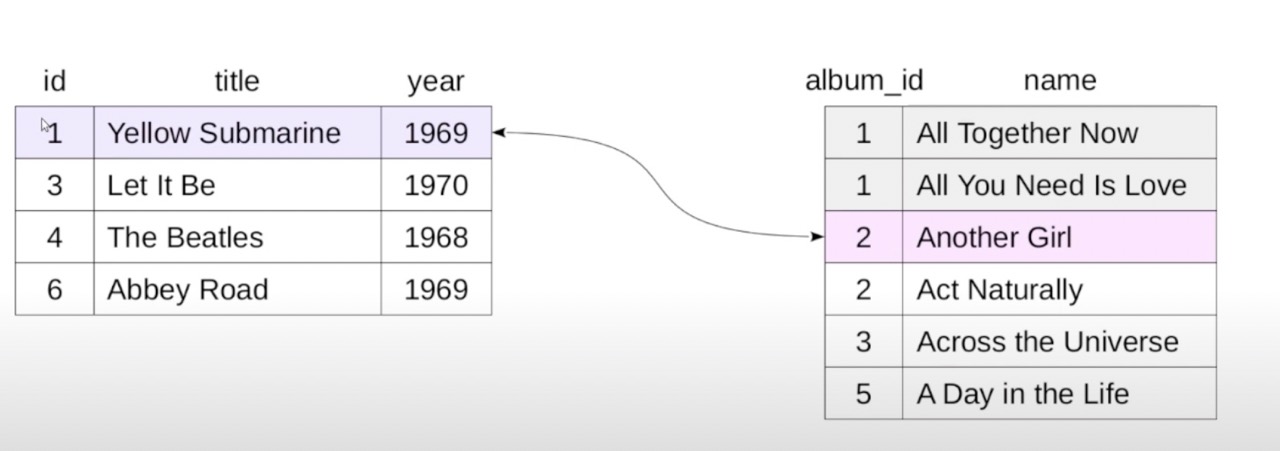 id title year
1 Yellow Submarine 1969
3 Let It Be 1970
4 The Beatles 1968
6 Abbey Road 1969
album_id name
1 All Together Now
1 All You Need Is Love
2 Another Girl
2 Act Naturally
3 Across the Universe
5 A Day in the Life